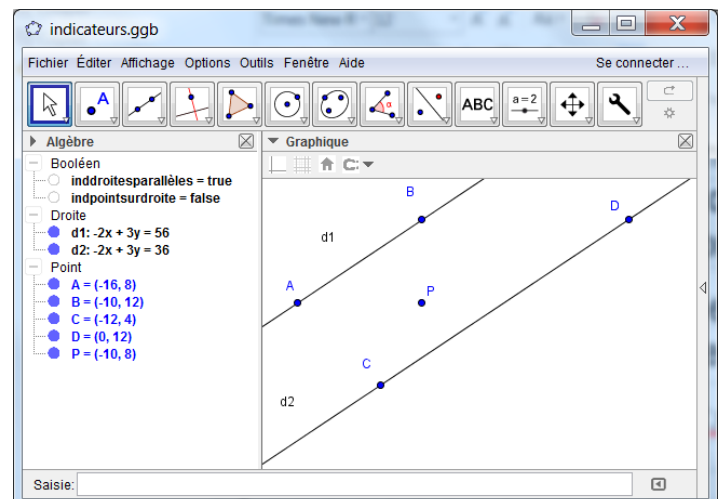 indicateurs.ggb
Fichier Éditer Affichage Options Outils Fenêtre Aide Se connecter ...
A α ABC a=2
Algèbre
Booléen
inddroitesparallèles = true
indpointsurdroite = false
Droite
d1: -2x + 3y = 56
d2: -2x + 3y = 36
Point
A = (-16, 8)
B = (-10, 12)
C = (-12, 4)
D = (0, 12)
P = (-10, 8)
Graphique
B
D
d1
A
P
C
d2
Saisie: